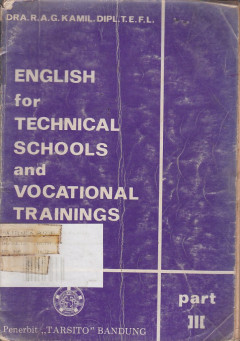 DRA.R.A.G. KAMIL. DIPL.T.E.F.L.
ENGLISH
for
TECHNICAL
SCHOOLS
and
VOCATIONAL
TRAININGS
part
III
Penerbit „TARSITO" BANDUNG